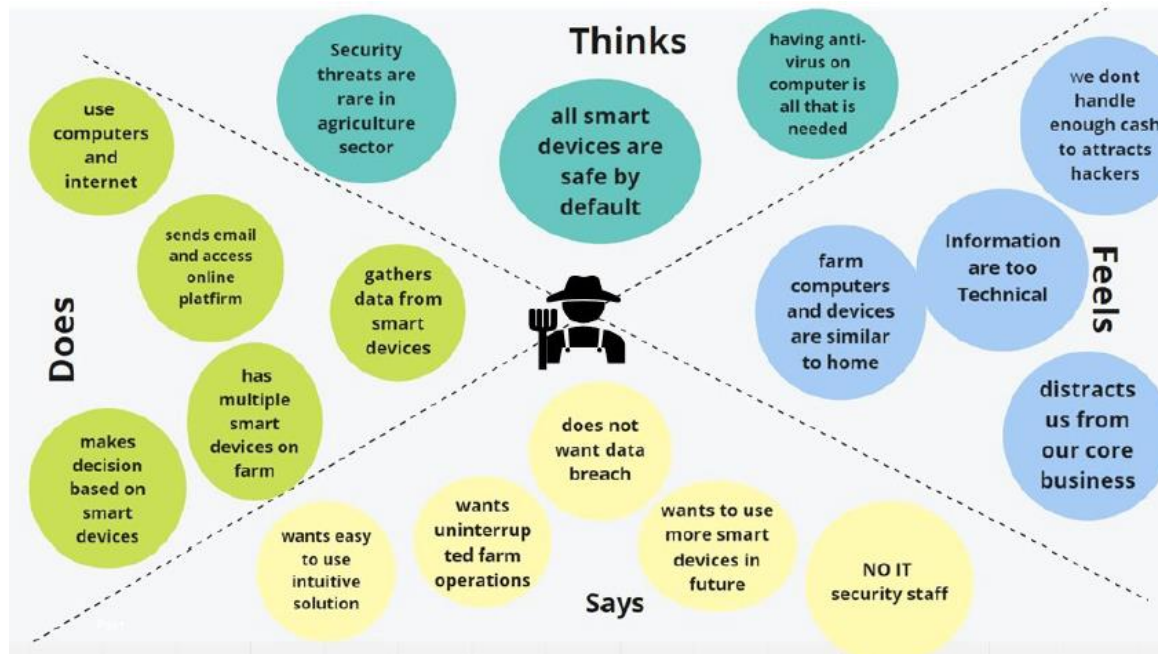 Thinks
Security
threats are
rare in
agriculture
sector
all smart
devices are
safe by
default
having anti-
virus on
computer is
all that is
needed
Does
use
computers
and
internet
sends email
and access
online
platfirm
gathers
data from
smart
devices
has
multiple
smart
devices on
farm
makes
decision
based on
smart
devices
Feels
we dont
handle
enough cash
to attracts
hackers
Information
are too
Technical
farm
computers
and devices
are similar
to home
distracts
us from
our core
business
Says
does not
want data
breach
wants
uninterrup
ted farm
operations
wants to use
more smart
devices in
future
wants easy
to use
intuitive
solution
NO IT
security staff